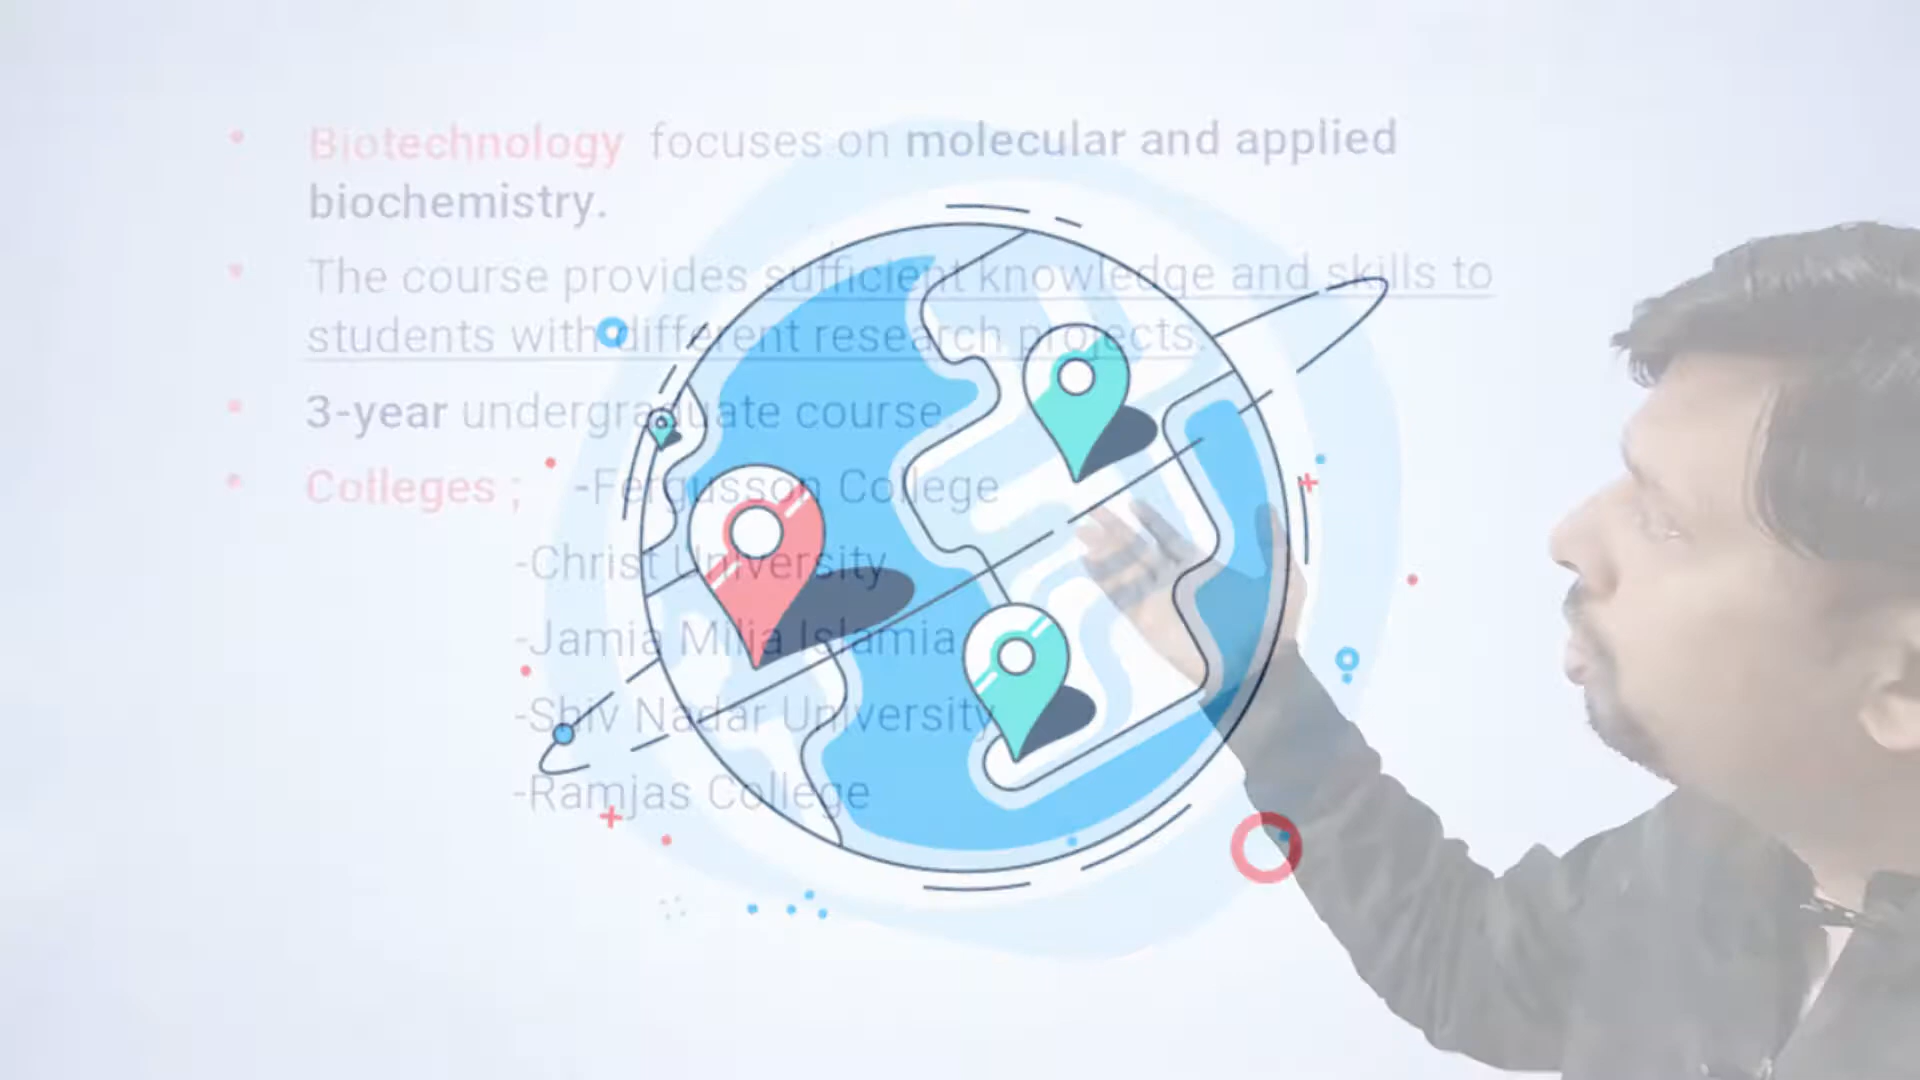 • Biotechnology focuses on molecular and applied
biochemistry.
• The course provides sufficient knowledge and skills to
students with different research projects.
• 3-year undergraduate course.
• Colleges ; -Fergusson College
-Christ University
-Jamia Milia Islamia
-Shiv Nadar University
-Ramjas College